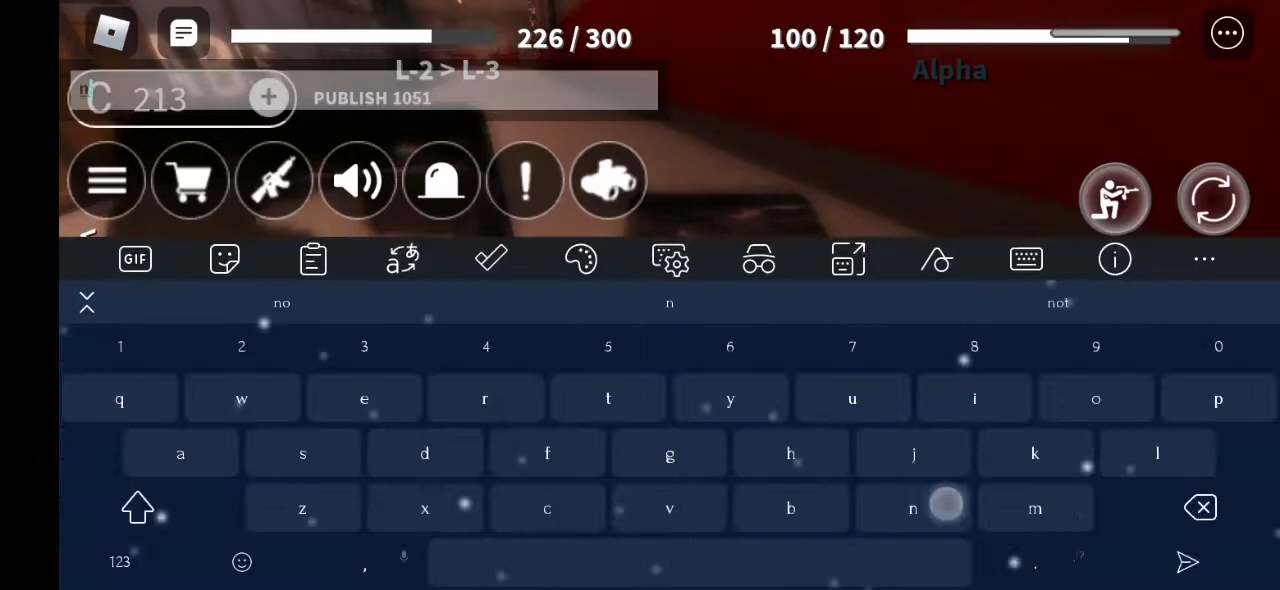 226 / 300
100 / 120
L-2 > L-3
Alpha
n
C 213 +
PUBLISH 1051
GIF
no n not
1 2 3 4 5 6 7 8 9 0
q w e r t y u i o p
a s d f g h j k l
z x c v b n m
123 , . !?